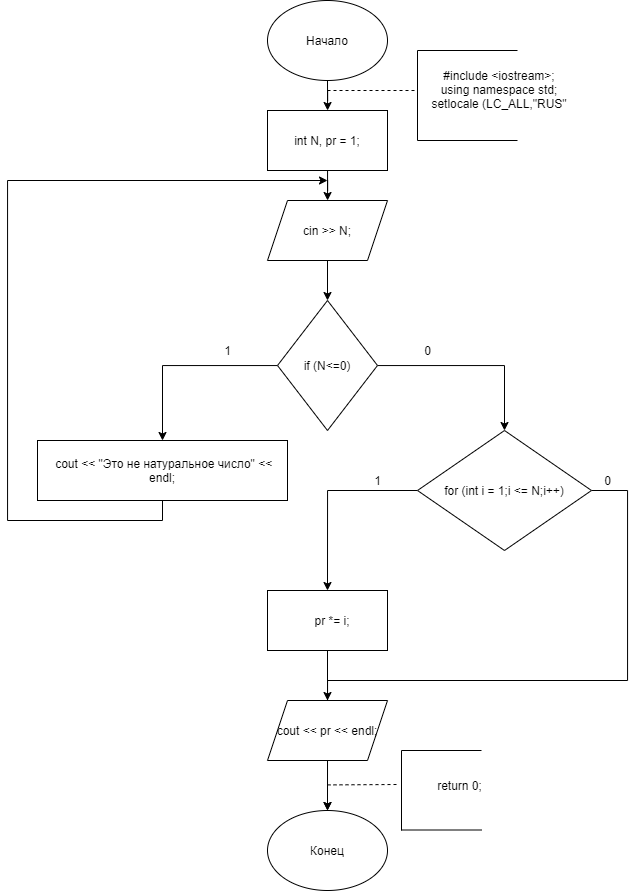 Начало
#include <iostream>;
using namespace std;
setlocale (LC_ALL,"RUS"
int N, pr = 1;
cin >> N;
if (N<=0)
1
0
cout << "Это не натуральное число" <<
endl;
for (int i = 1;i <= N;i++)
1
0
pr *= i;
cout << pr << endl;
return 0;
Конец